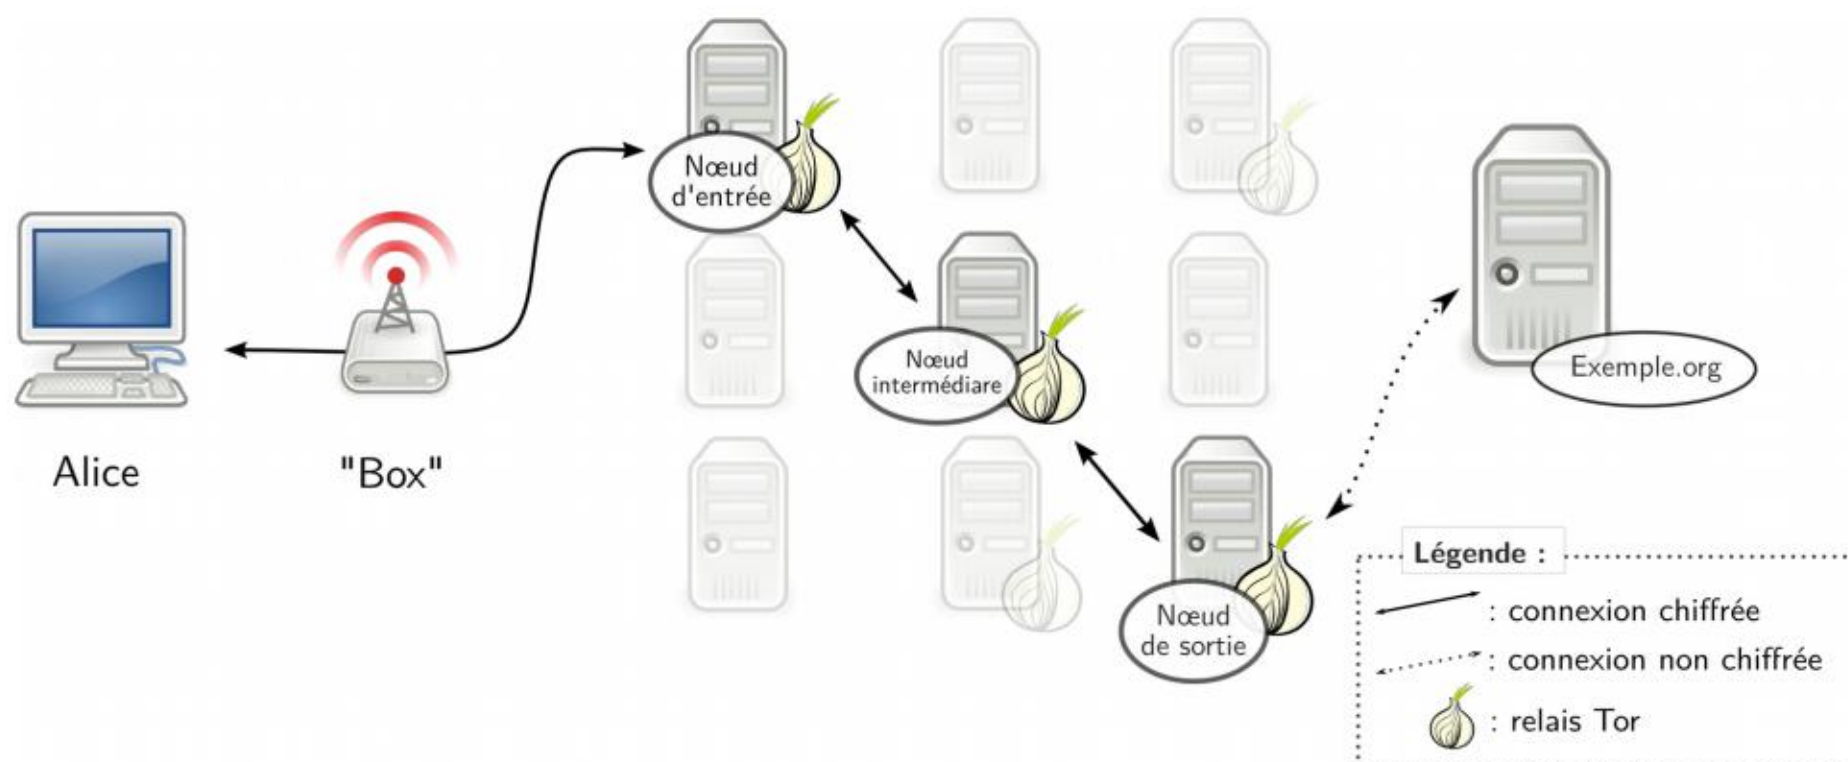 Nœud
d'entrée
Nœud
intermédiare
Exemple.org
Alice
"Box"
Nœud
de sortie
Légende :
: connexion chiffrée
: connexion non chiffrée
: relais Tor